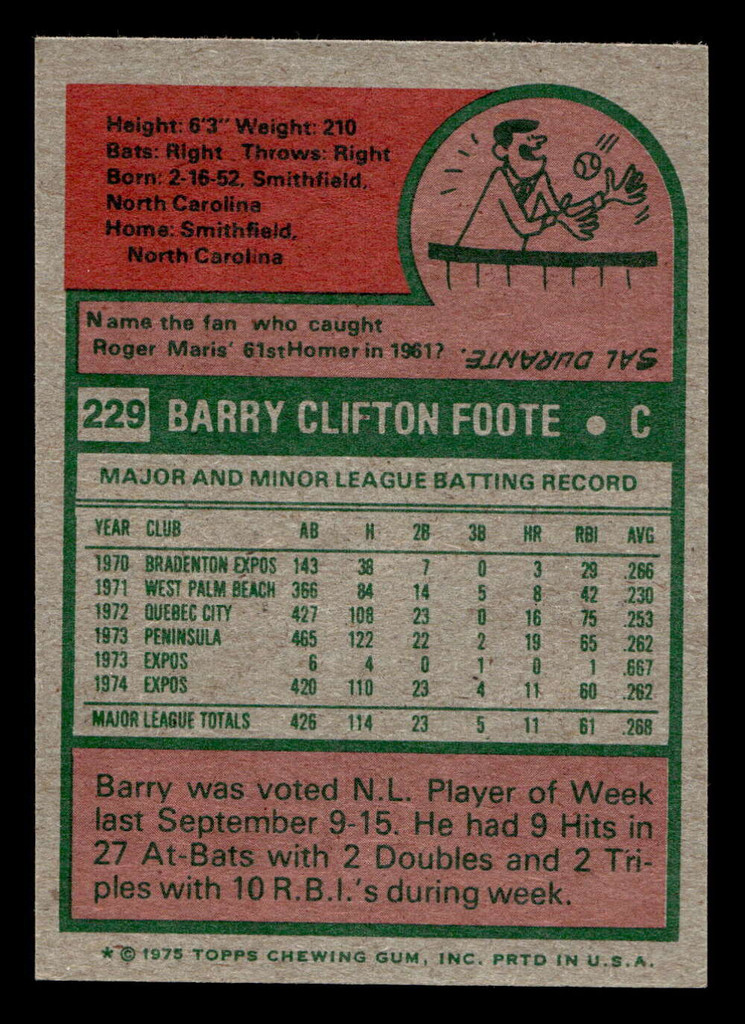 Height: 6'3" Weight: 210
Bats: Right Throws: Right
Born: 2-16-52, Smithfield,
North Carolina
Home: Smithfield,
North Carolina
Name the fan who caught
Roger Maris' 61st Homer in 1961?
SAL DURANTE.
229 BARRY CLIFTON FOOTE • C
MAJOR AND MINOR LEAGUE BATTING RECORD
YEAR CLUB AB H 2B 3B HR RBI AVG
1970 BRADENTON EXPOS 143 38 7 0 3 29 .266
1971 WEST PALM BEACH 366 84 14 5 8 42 .230
1972 QUEBEC CITY 427 108 23 0 16 75 .253
1973 PENINSULA 465 122 22 2 19 65 .262
1973 EXPOS 6 4 0 1 0 1 .667
1974 EXPOS 420 110 23 4 11 60 .262
MAJOR LEAGUE TOTALS 426 114 23 5 11 61 .268
Barry was voted N.L. Player of Week
last September 9-15. He had 9 Hits in
27 At-Bats with 2 Doubles and 2 Tri-
ples with 10 R.B.I.'s during week.
* © 1975 TOPPS CHEWING GUM, INC. PRTD IN U.S.A.